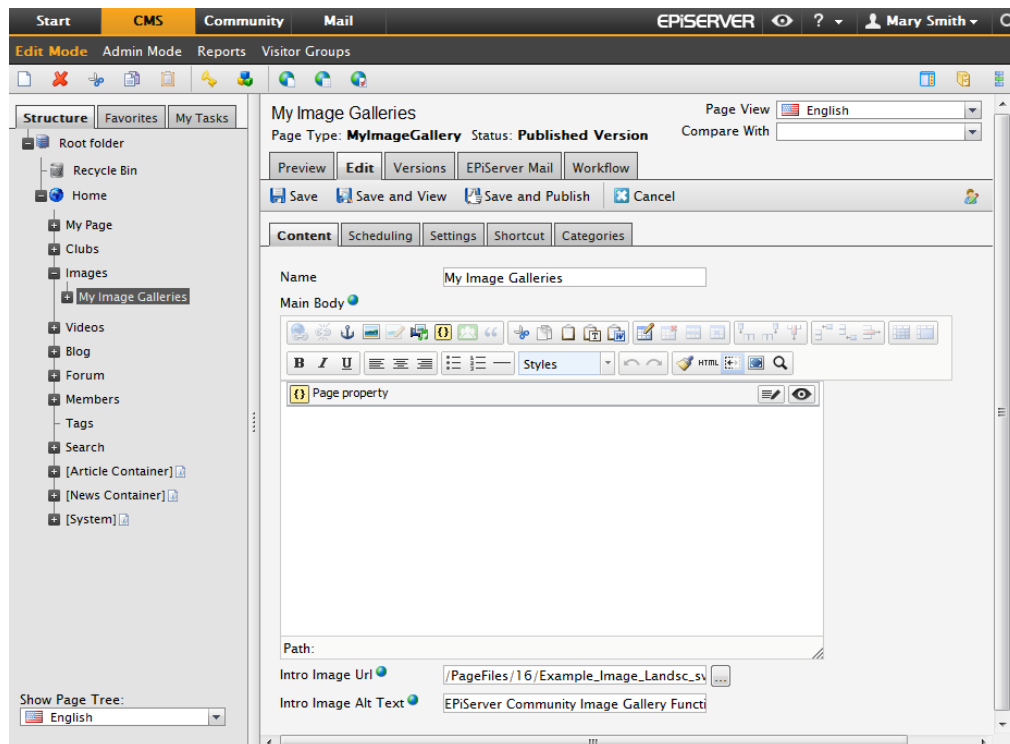 Start CMS Community Mail EPiSERVER ? Mary Smith
Edit Mode Admin Mode Reports Visitor Groups
Structure Favorites My Tasks
Root folder
Recycle Bin
Home
My Page
Clubs
Images
My Image Galleries
Videos
Blog
Forum
Members
Tags
Search
[Article Container]
[News Container]
[System]
Show Page Tree:
English
My Image Galleries
Page View English
Page Type: MyImageGallery Status: Published Version
Compare With
Preview Edit Versions EPiServer Mail Workflow
Save Save and View Save and Publish Cancel
Content Scheduling Settings Shortcut Categories
Name My Image Galleries
Main Body
B I U Styles HTML
{} Page property
Path:
Intro Image Url /PageFiles/16/Example_Image_Landsc_sv ...
Intro Image Alt Text EPiServer Community Image Gallery Functi